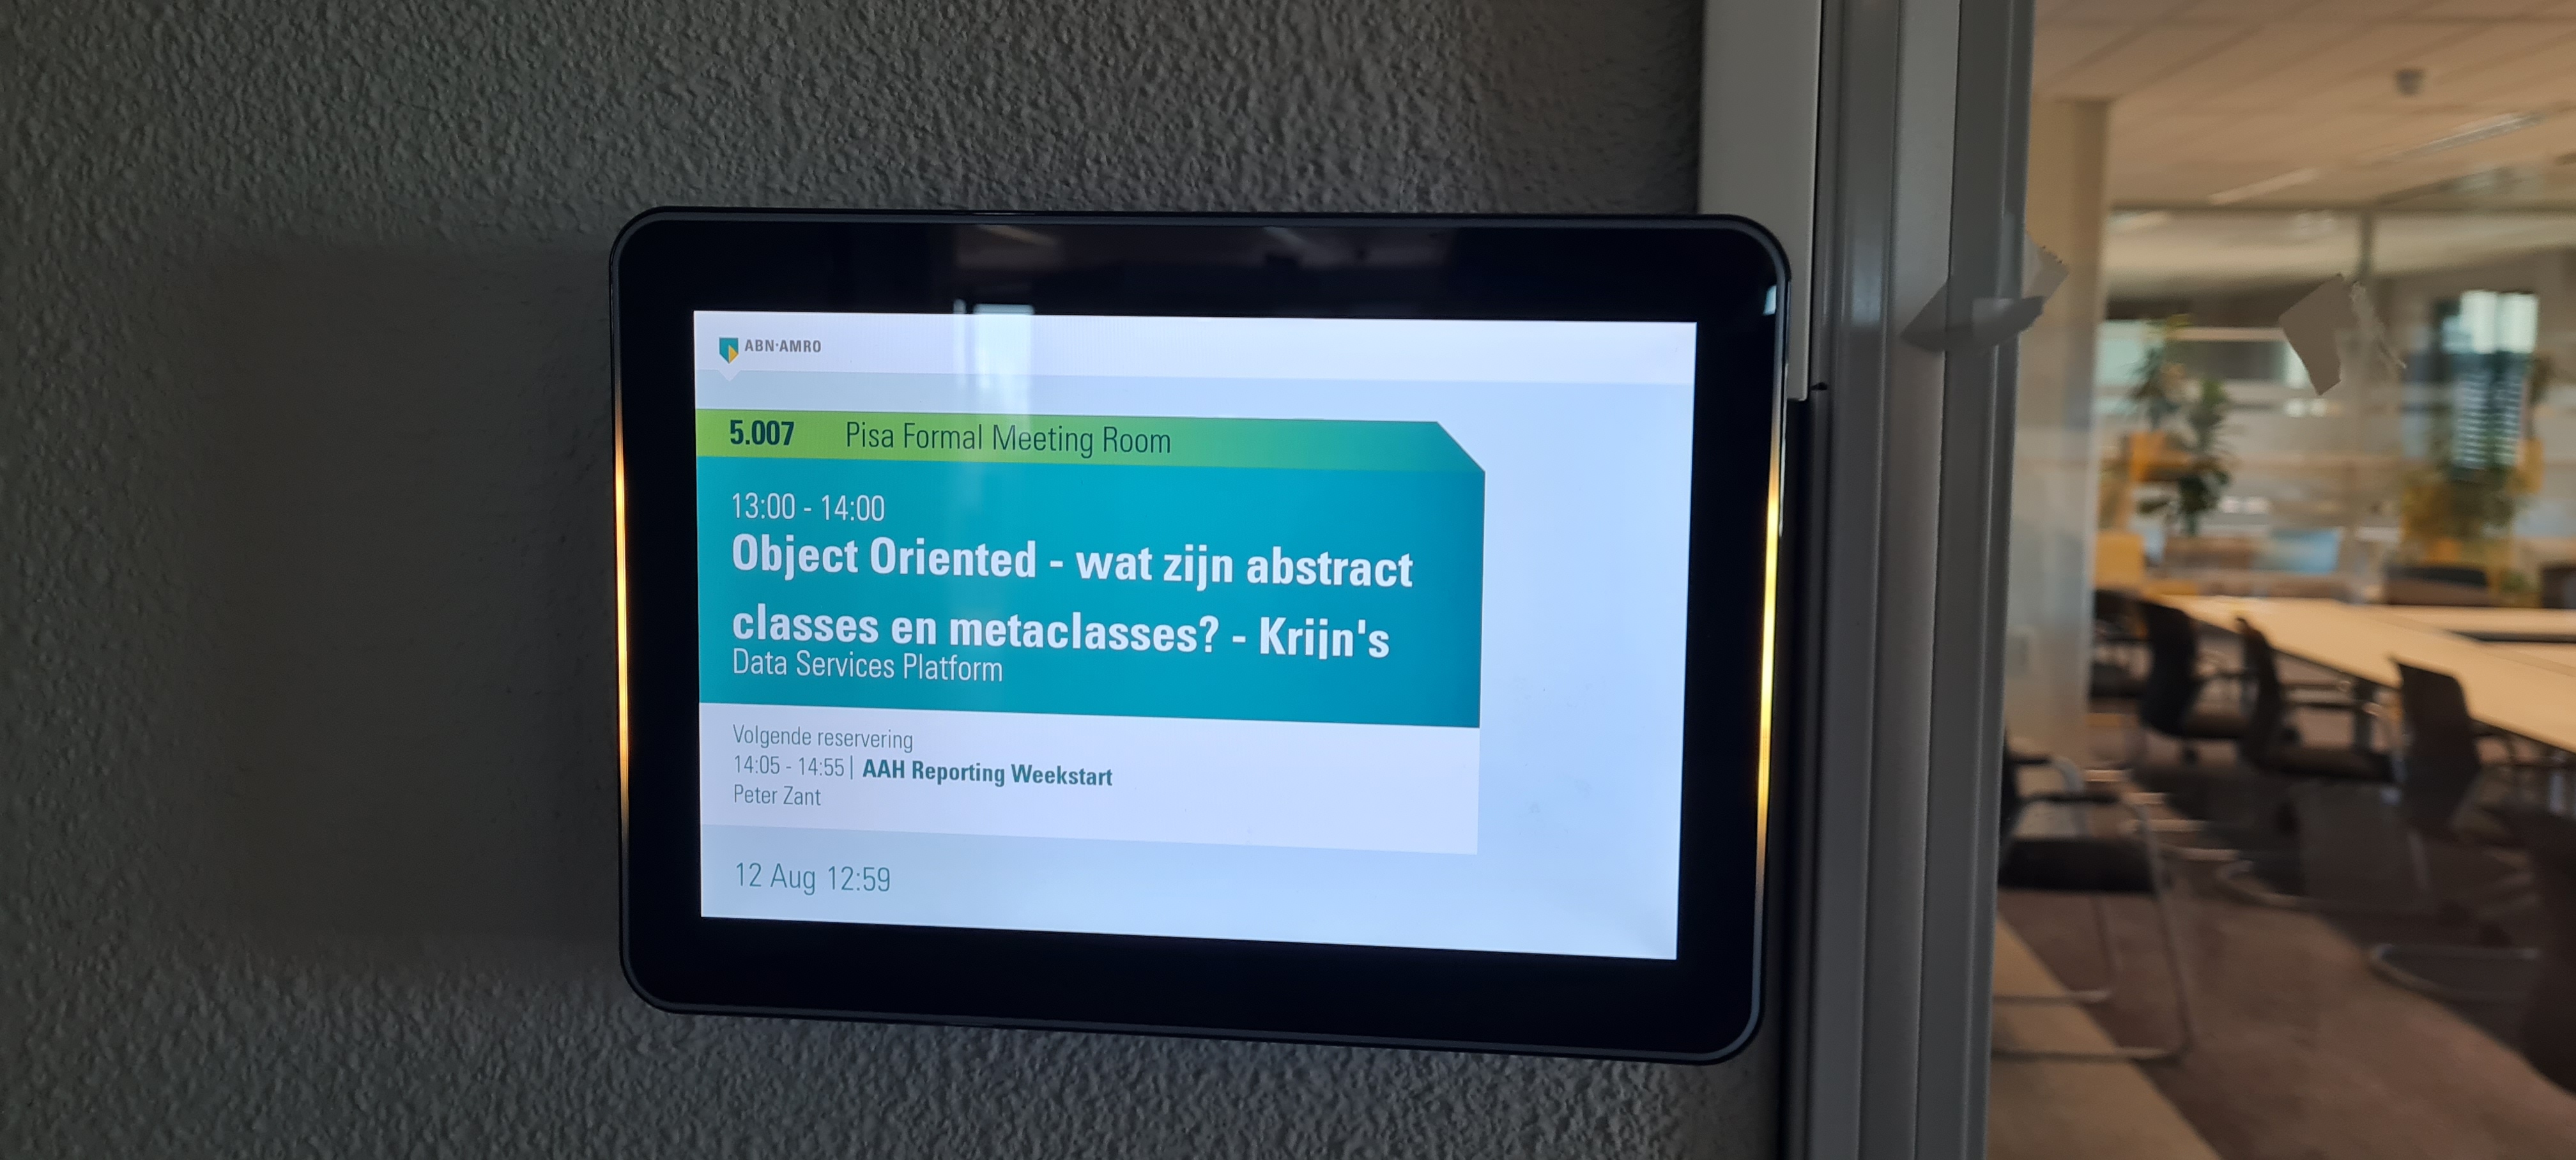 ABN·AMRO
5.007 Pisa Formal Meeting Room
13:00 - 14:00
Object Oriented - wat zijn abstract
classes en metaclasses? - Krijn's
Data Services Platform
Volgende reservering
14:05 - 14:55| AAH Reporting Weekstart
Peter Zant
12 Aug 12:59